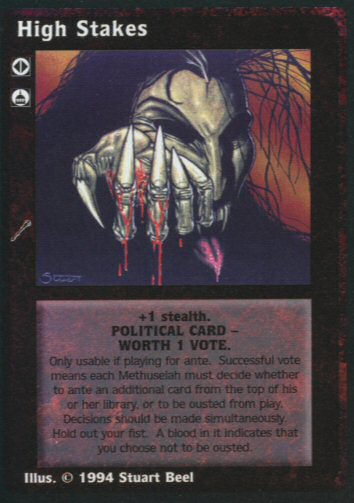 High Stakes
+1 stealth.
POLITICAL CARD –
WORTH 1 VOTE.
Only usable if playing for ante. Successful vote
means each Methuselah must decide whether
to ante an additional card from the top of his
or her library, or to be ousted from play.
Decisions should be made simultaneously.
Hold out your fist. A blood in it indicates that
you choose not to be ousted.
Illus. © 1994 Stuart Beel